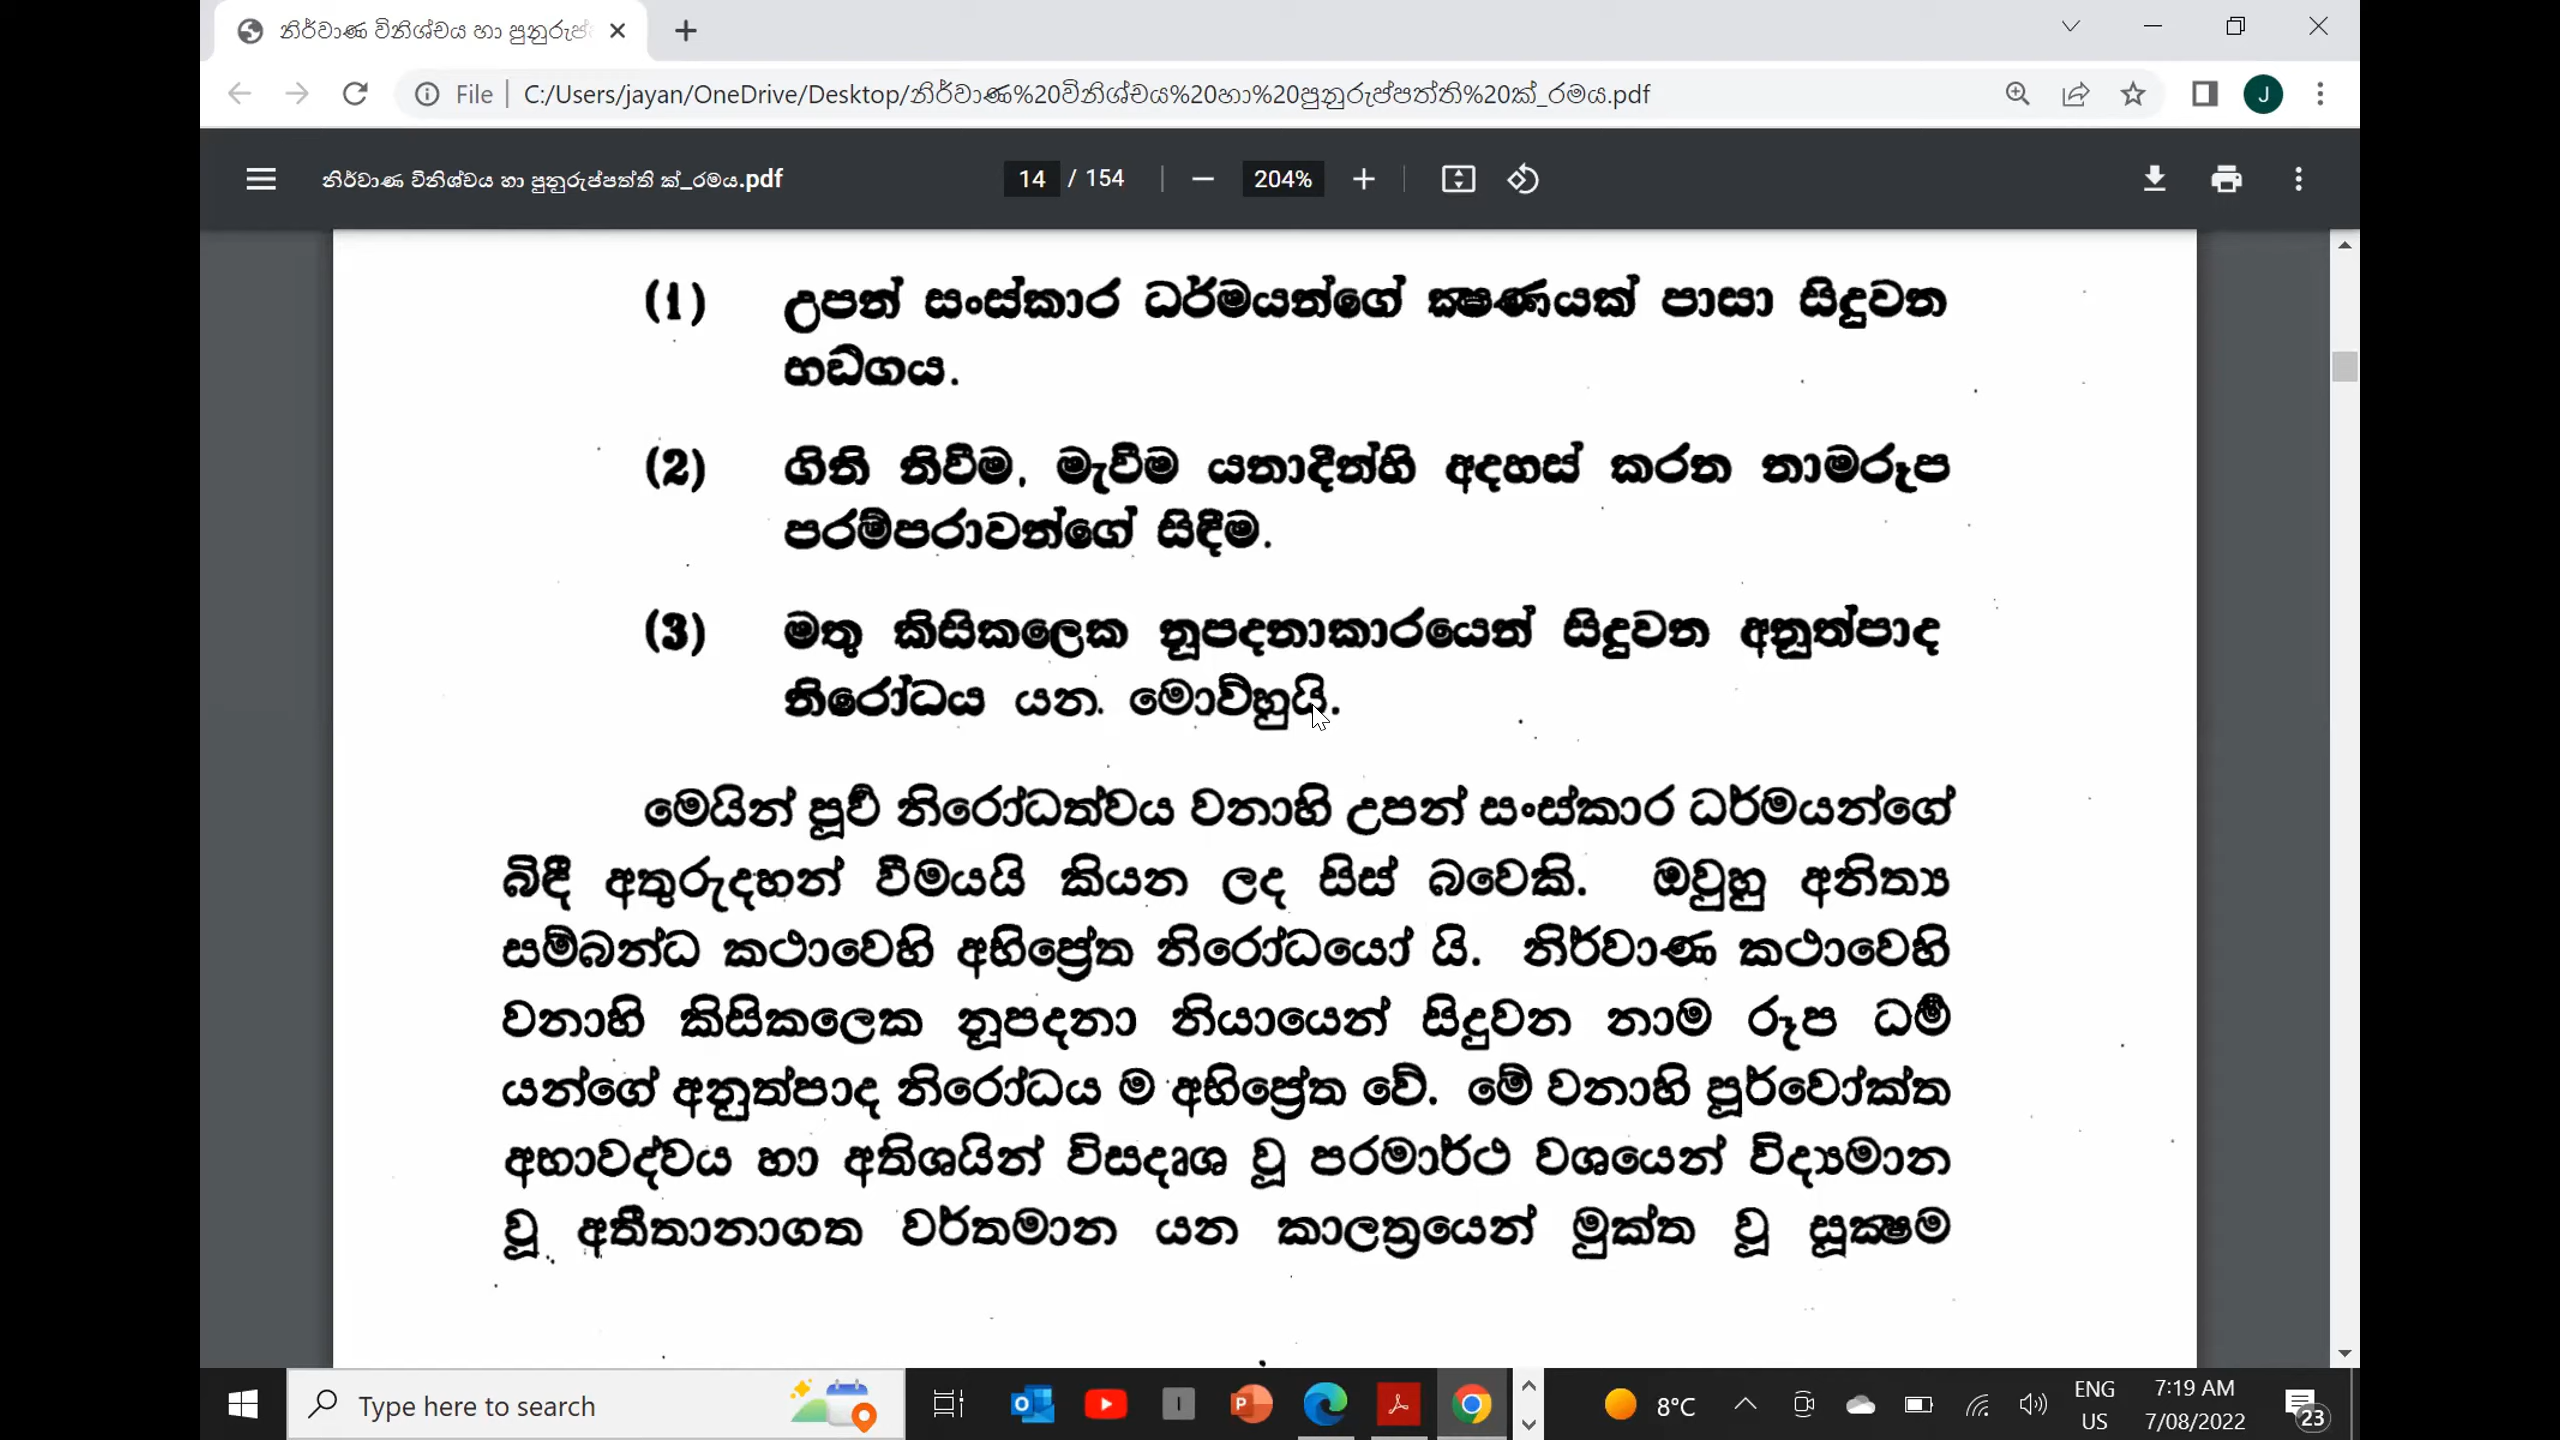 නිර්වාණ විනිශ්චය හා පුනුරුප්
File C:/Users/jayan/OneDrive/Desktop/නිර්වාණ%20විනිශ්චය%20හා%20පුනුරුප්පත්ති%20ක්_රමය.pdf
J
නිර්වාණ විනිශ්චය හා පුනුරුප්පත්ති ක්_රමය.pdf 14 / 154 204%
(1) උපන් සංස්කාර ධර්මයන්ගේ ක්‍ෂණයක් පාසා සිදුවන
භඩ්ගය.
(2) ගිනි නිවීම, මැවීම යනාදීන්හි අදහස් කරන නාමරූප
පරම්පරාවන්ගේ සිඳීම.
(3) මතු කිසිකලෙක නූපදනාකාරයෙන් සිදුවන අනුත්පාද
නිරෝධය යන මොව්හුයි.
මෙයින් පූර්‍ව නිරෝධත්වය වනාහි උපන් සංස්කාර ධර්මයන්ගේ
බිඳී අතුරුදහන් වීමයයි කියන ලද සිස් බවෙකි. ඔවුහු අනිත්‍ය
සම්බන්ධ කථාවෙහි අභිප්‍රේත නිරෝධයෝ යි. නිර්වාණ කථාවෙහි
වනාහි කිසිකලෙක නූපදනා නියායෙන් සිදුවන නාම රූප ධර්‍ම
යන්ගේ අනුත්පාද නිරෝධය ම අභිප්‍රේත වේ. මේ වනාහි පූර්වෝක්ත
අභාවද්වය හා අතිශයින් විසදෘශ වූ පරමාර්ථ වශයෙන් විද්‍යමාන
වූ අතීතානාගත වර්තමාන යන කාලත්‍රයෙන් මුක්ත වූ සූක්‍ෂම
Type here to search
8°C
ENG
US
7:19 AM
7/08/2022
23